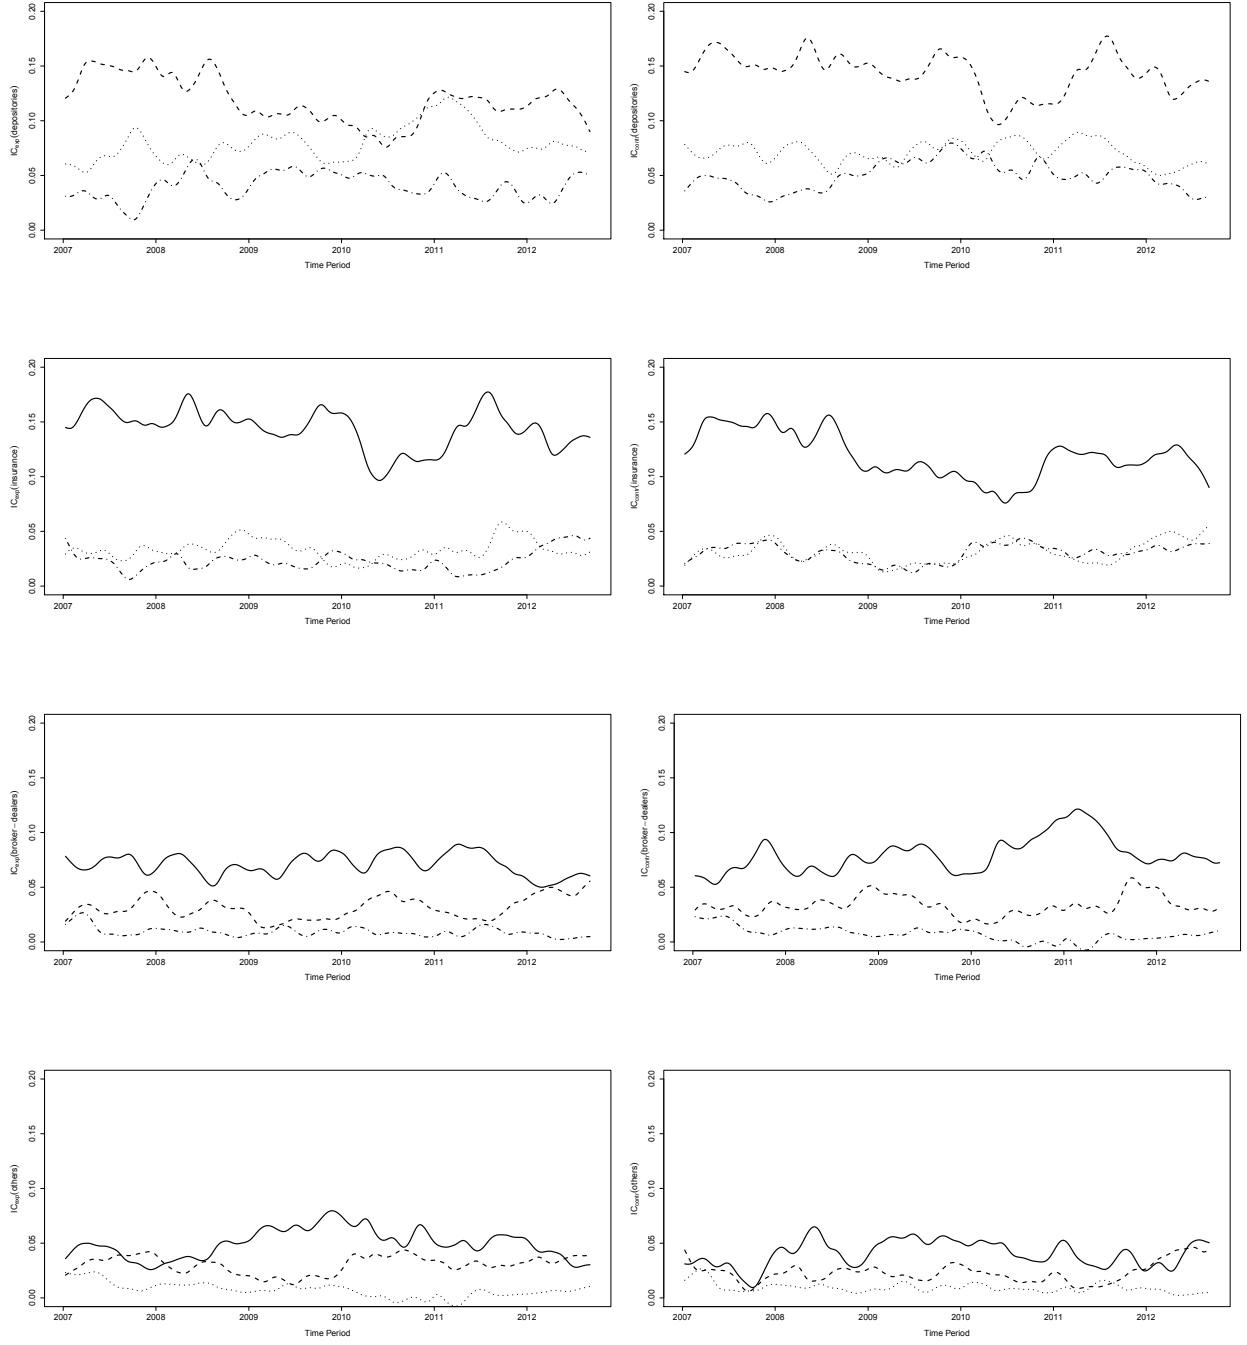 IC_exp(depositories)
0.00 0.05 0.10 0.15 0.20
2007 2008 2009 2010 2011 2012
Time Period
IC_contr(depositories)
0.00 0.05 0.10 0.15 0.20
2007 2008 2009 2010 2011 2012
Time Period
IC_exp(insurance)
0.00 0.05 0.10 0.15 0.20
2007 2008 2009 2010 2011 2012
Time Period
IC_contr(insurance)
0.00 0.05 0.10 0.15 0.20
2007 2008 2009 2010 2011 2012
Time Period
IC_exp(broker−dealers)
0.00 0.05 0.10 0.15 0.20
2007 2008 2009 2010 2011 2012
Time Period
IC_contr(broker−dealers)
0.00 0.05 0.10 0.15 0.20
2007 2008 2009 2010 2011 2012
Time Period
IC_exp(others)
0.00 0.05 0.10 0.15 0.20
2007 2008 2009 2010 2011 2012
Time Period
IC_contr(others)
0.00 0.05 0.10 0.15 0.20
2007 2008 2009 2010 2011 2012
Time Period